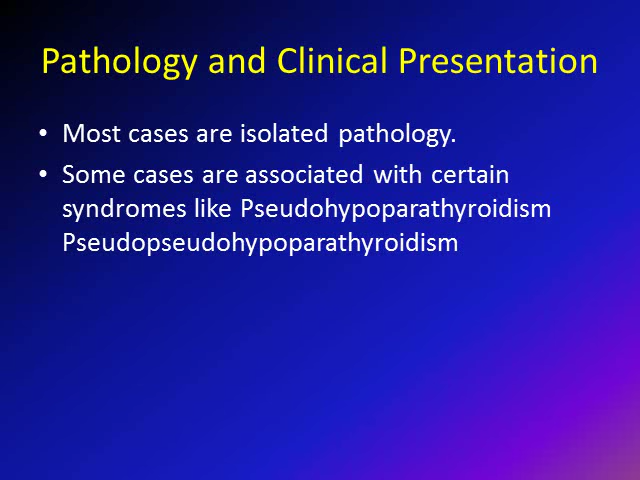 Pathology and Clinical Presentation
• Most cases are isolated pathology.
• Some cases are associated with certain
syndromes like Pseudohypoparathyroidism
Pseudopseudohypoparathyroidism